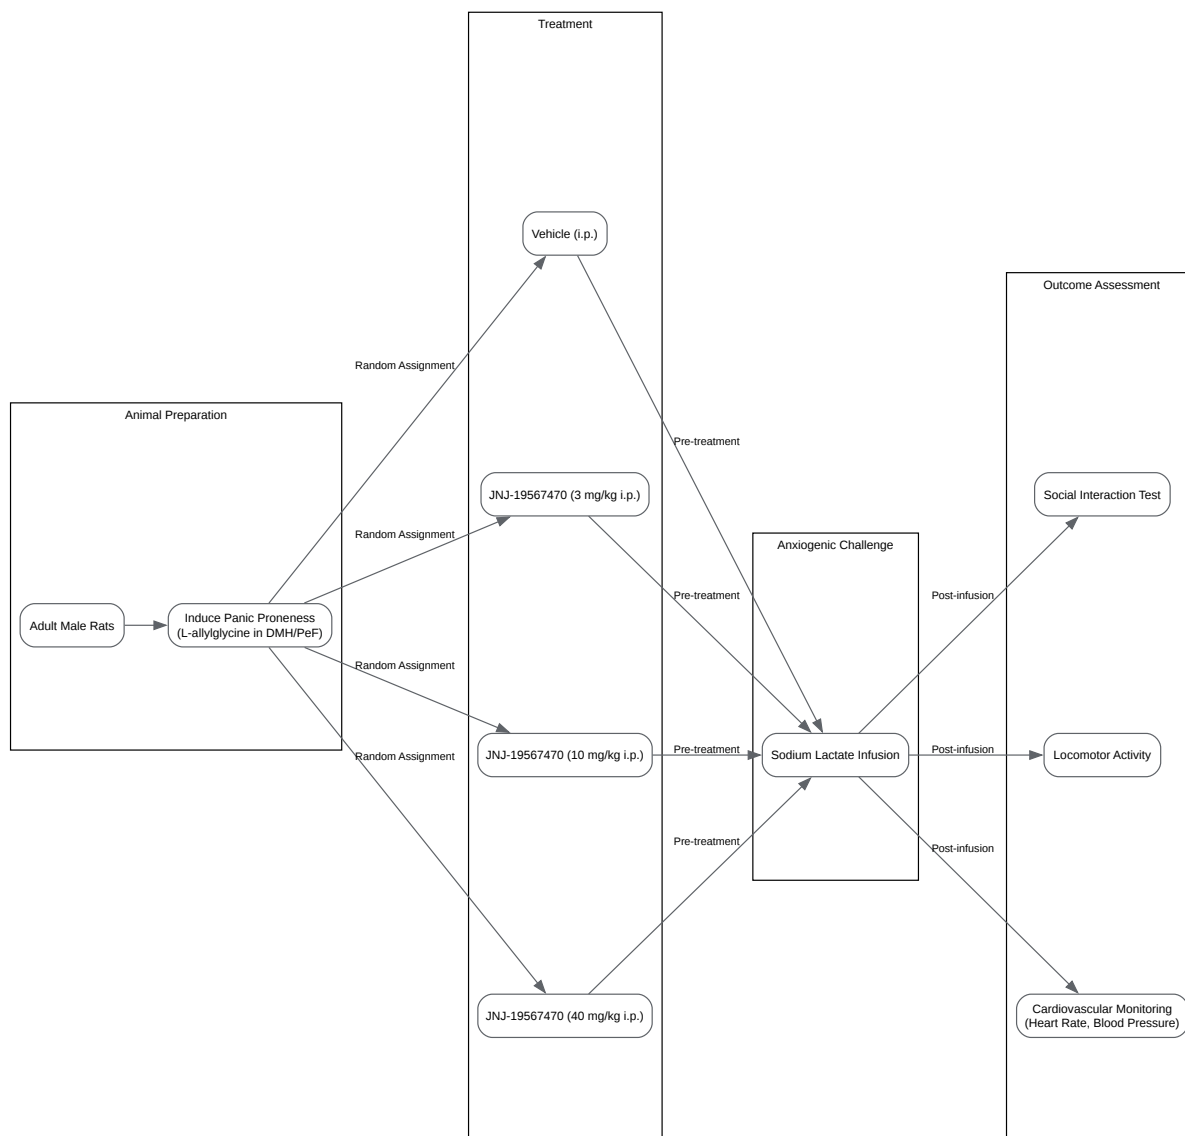 Treatment
Vehicle (i.p.)
Outcome Assessment
Random Assignment
Animal Preparation
Pre-treatment
JNJ-19567470 (3 mg/kg i.p.)
Social Interaction Test
Random Assignment
Anxiogenic Challenge
Pre-treatment
Post-infusion
Adult Male Rats
Induce Panic Proneness
(L-allylglycine in DMH/PeF)
Random Assignment
Random Assignment
JNJ-19567470 (10 mg/kg i.p.)
Pre-treatment
Sodium Lactate Infusion
Post-infusion
Locomotor Activity
Pre-treatment
Post-infusion
JNJ-19567470 (40 mg/kg i.p.)
Cardiovascular Monitoring
(Heart Rate, Blood Pressure)